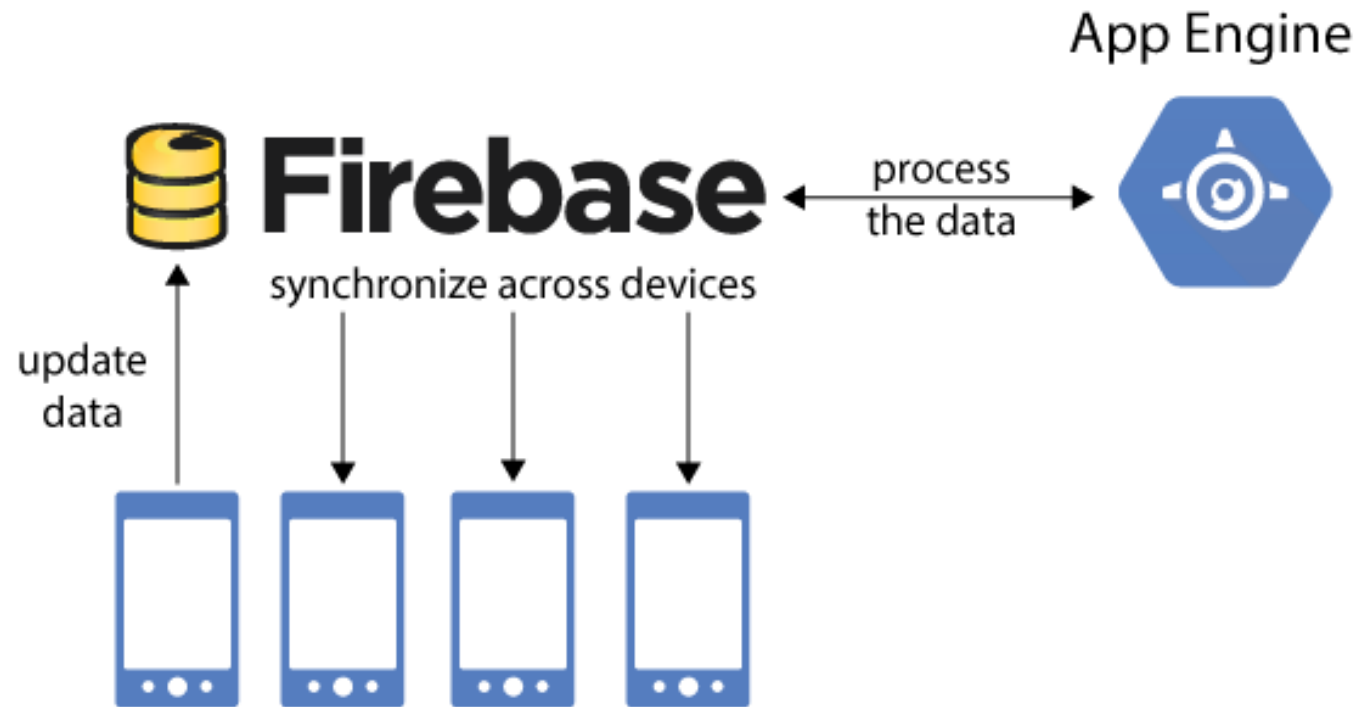 App Engine
Firebase
process
the data
synchronize across devices
update
data